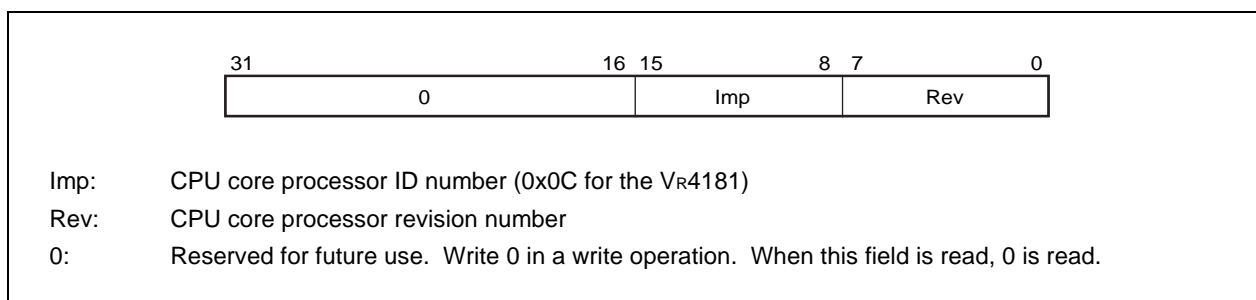 31 16 15 8 7 0
0 Imp Rev
Imp: CPU core processor ID number (0x0C for the VR4181)
Rev: CPU core processor revision number
0: Reserved for future use. Write 0 in a write operation. When this field is read, 0 is read.